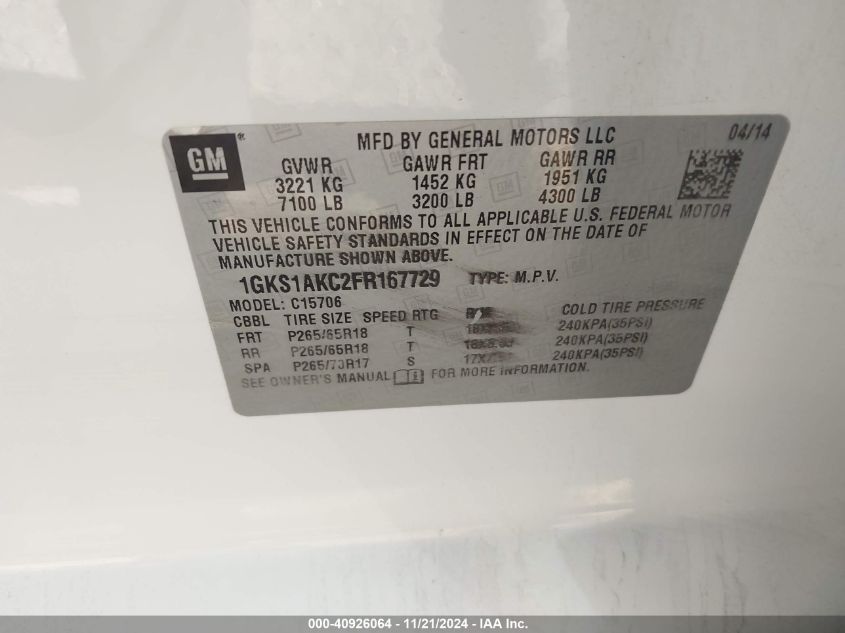 GM
MFD BY GENERAL MOTORS LLC 04/14
GVWR GAWR FRT GAWR RR
3221 KG 1452 KG 1951 KG
7100 LB 3200 LB 4300 LB
THIS VEHICLE CONFORMS TO ALL APPLICABLE U.S. FEDERAL MOTOR
VEHICLE SAFETY STANDARDS IN EFFECT ON THE DATE OF
MANUFACTURE SHOWN ABOVE.
1GKS1AKC2FR167729 TYPE: M.P.V.
MODEL: C15706
CBBL TIRE SIZE SPEED RTG COLD TIRE PRESSURE
FRT P265/65R18 T 240KPA(35PSI)
RR P265/65R18 T 240KPA(35PSI)
SPA P265/70R17 S 240KPA(35PSI)
SEE OWNER'S MANUAL FOR MORE INFORMATION.
000-40926064 - 11/21/2024 - IAA Inc.